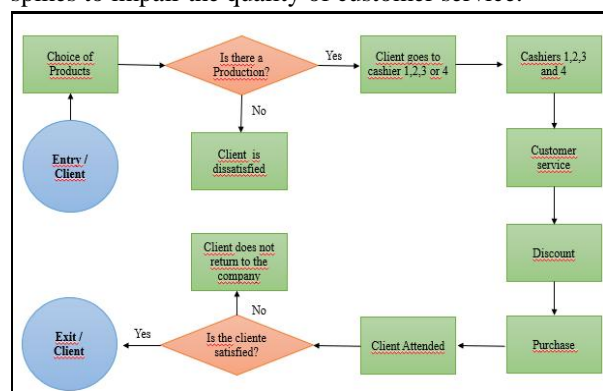 spines to impair the quality of customer service.
Choice of
Products
Is there a
Production?
Yes
Client goes to
cashier 1,2,3 or 4
Cashiers 1,2,3
and 4
No
Entry /
Client
Client is
dissatisfied
Customer
service
Discount
Client does not
return to the
company
No
Exit /
Client
Yes
Is the cliente
satisfied?
Client Attended
Purchase